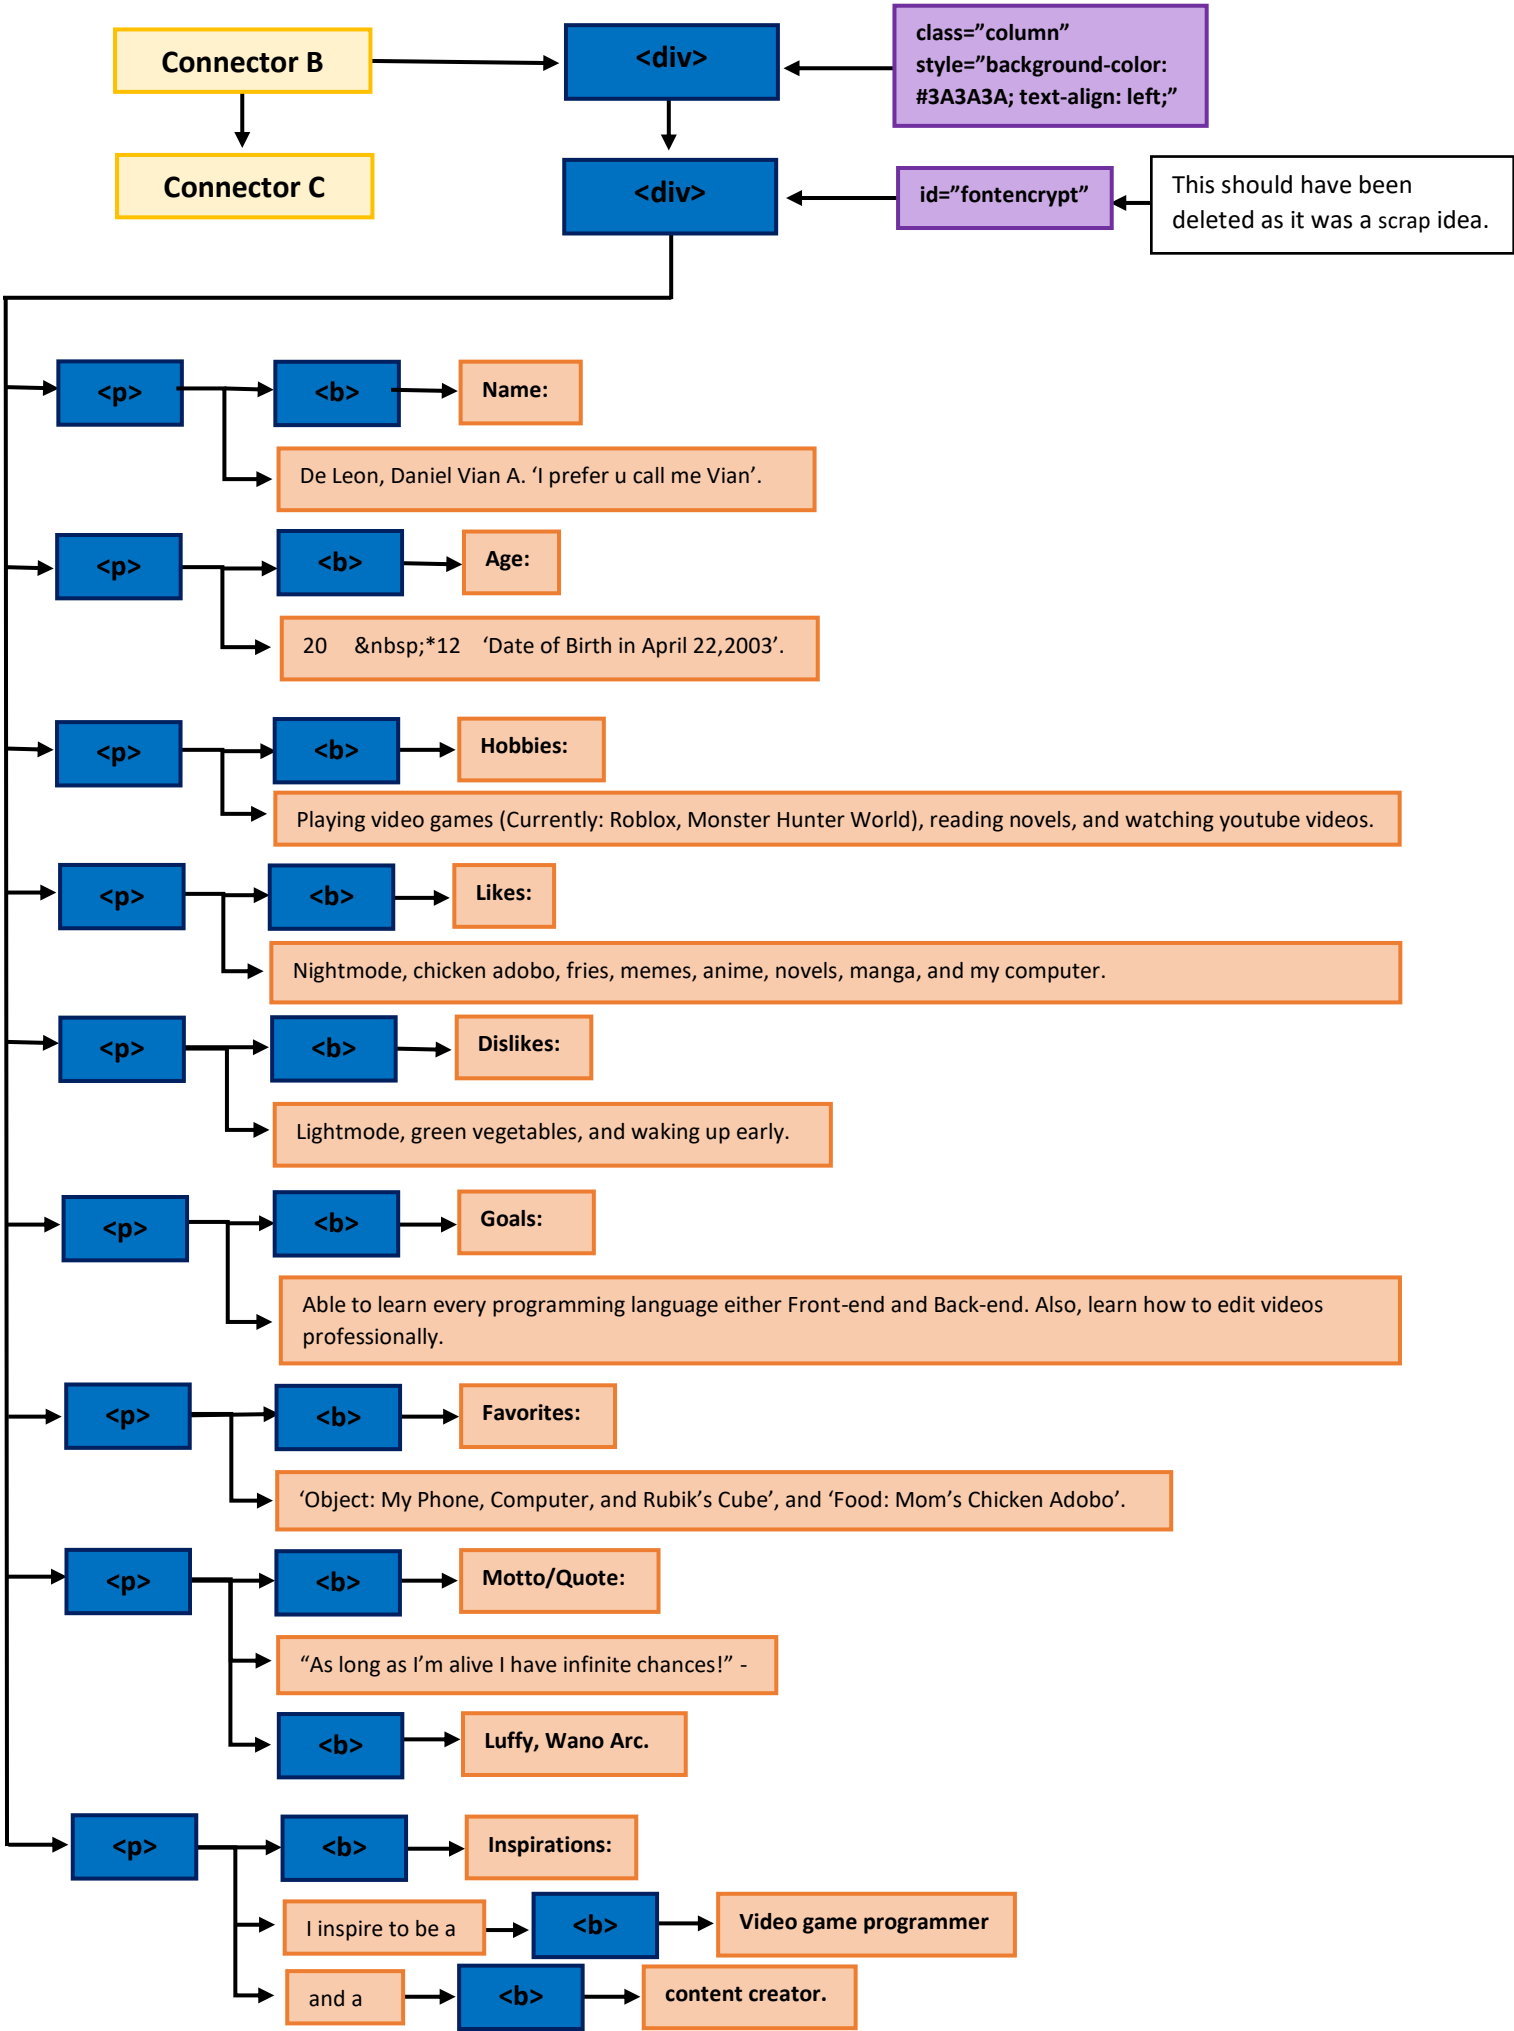 Connector B
<div>
class=”column”
style=”background-color:
#3A3A3A; text-align: left;”
Connector C
<div>
id=”fontencrypt”
This should have been
deleted as it was a scrap idea.
<p>
<b>
Name:
De Leon, Daniel Vian A. ‘I prefer u call me Vian’.
<p>
<b>
Age:
20    &nbsp;*12    ‘Date of Birth in April 22,2003’.
<p>
<b>
Hobbies:
Playing video games (Currently: Roblox, Monster Hunter World), reading novels, and watching youtube videos.
<p>
<b>
Likes:
Nightmode, chicken adobo, fries, memes, anime, novels, manga, and my computer.
<p>
<b>
Dislikes:
Lightmode, green vegetables, and waking up early.
<p>
<b>
Goals:
Able to learn every programming language either Front-end and Back-end. Also, learn how to edit videos
professionally.
<p>
<b>
Favorites:
‘Object: My Phone, Computer, and Rubik’s Cube’, and ‘Food: Mom’s Chicken Adobo’.
<p>
<b>
Motto/Quote:
“As long as I’m alive I have infinite chances!” -
<b>
Luffy, Wano Arc.
<p>
<b>
Inspirations:
I inspire to be a
<b>
Video game programmer
and a
<b>
content creator.